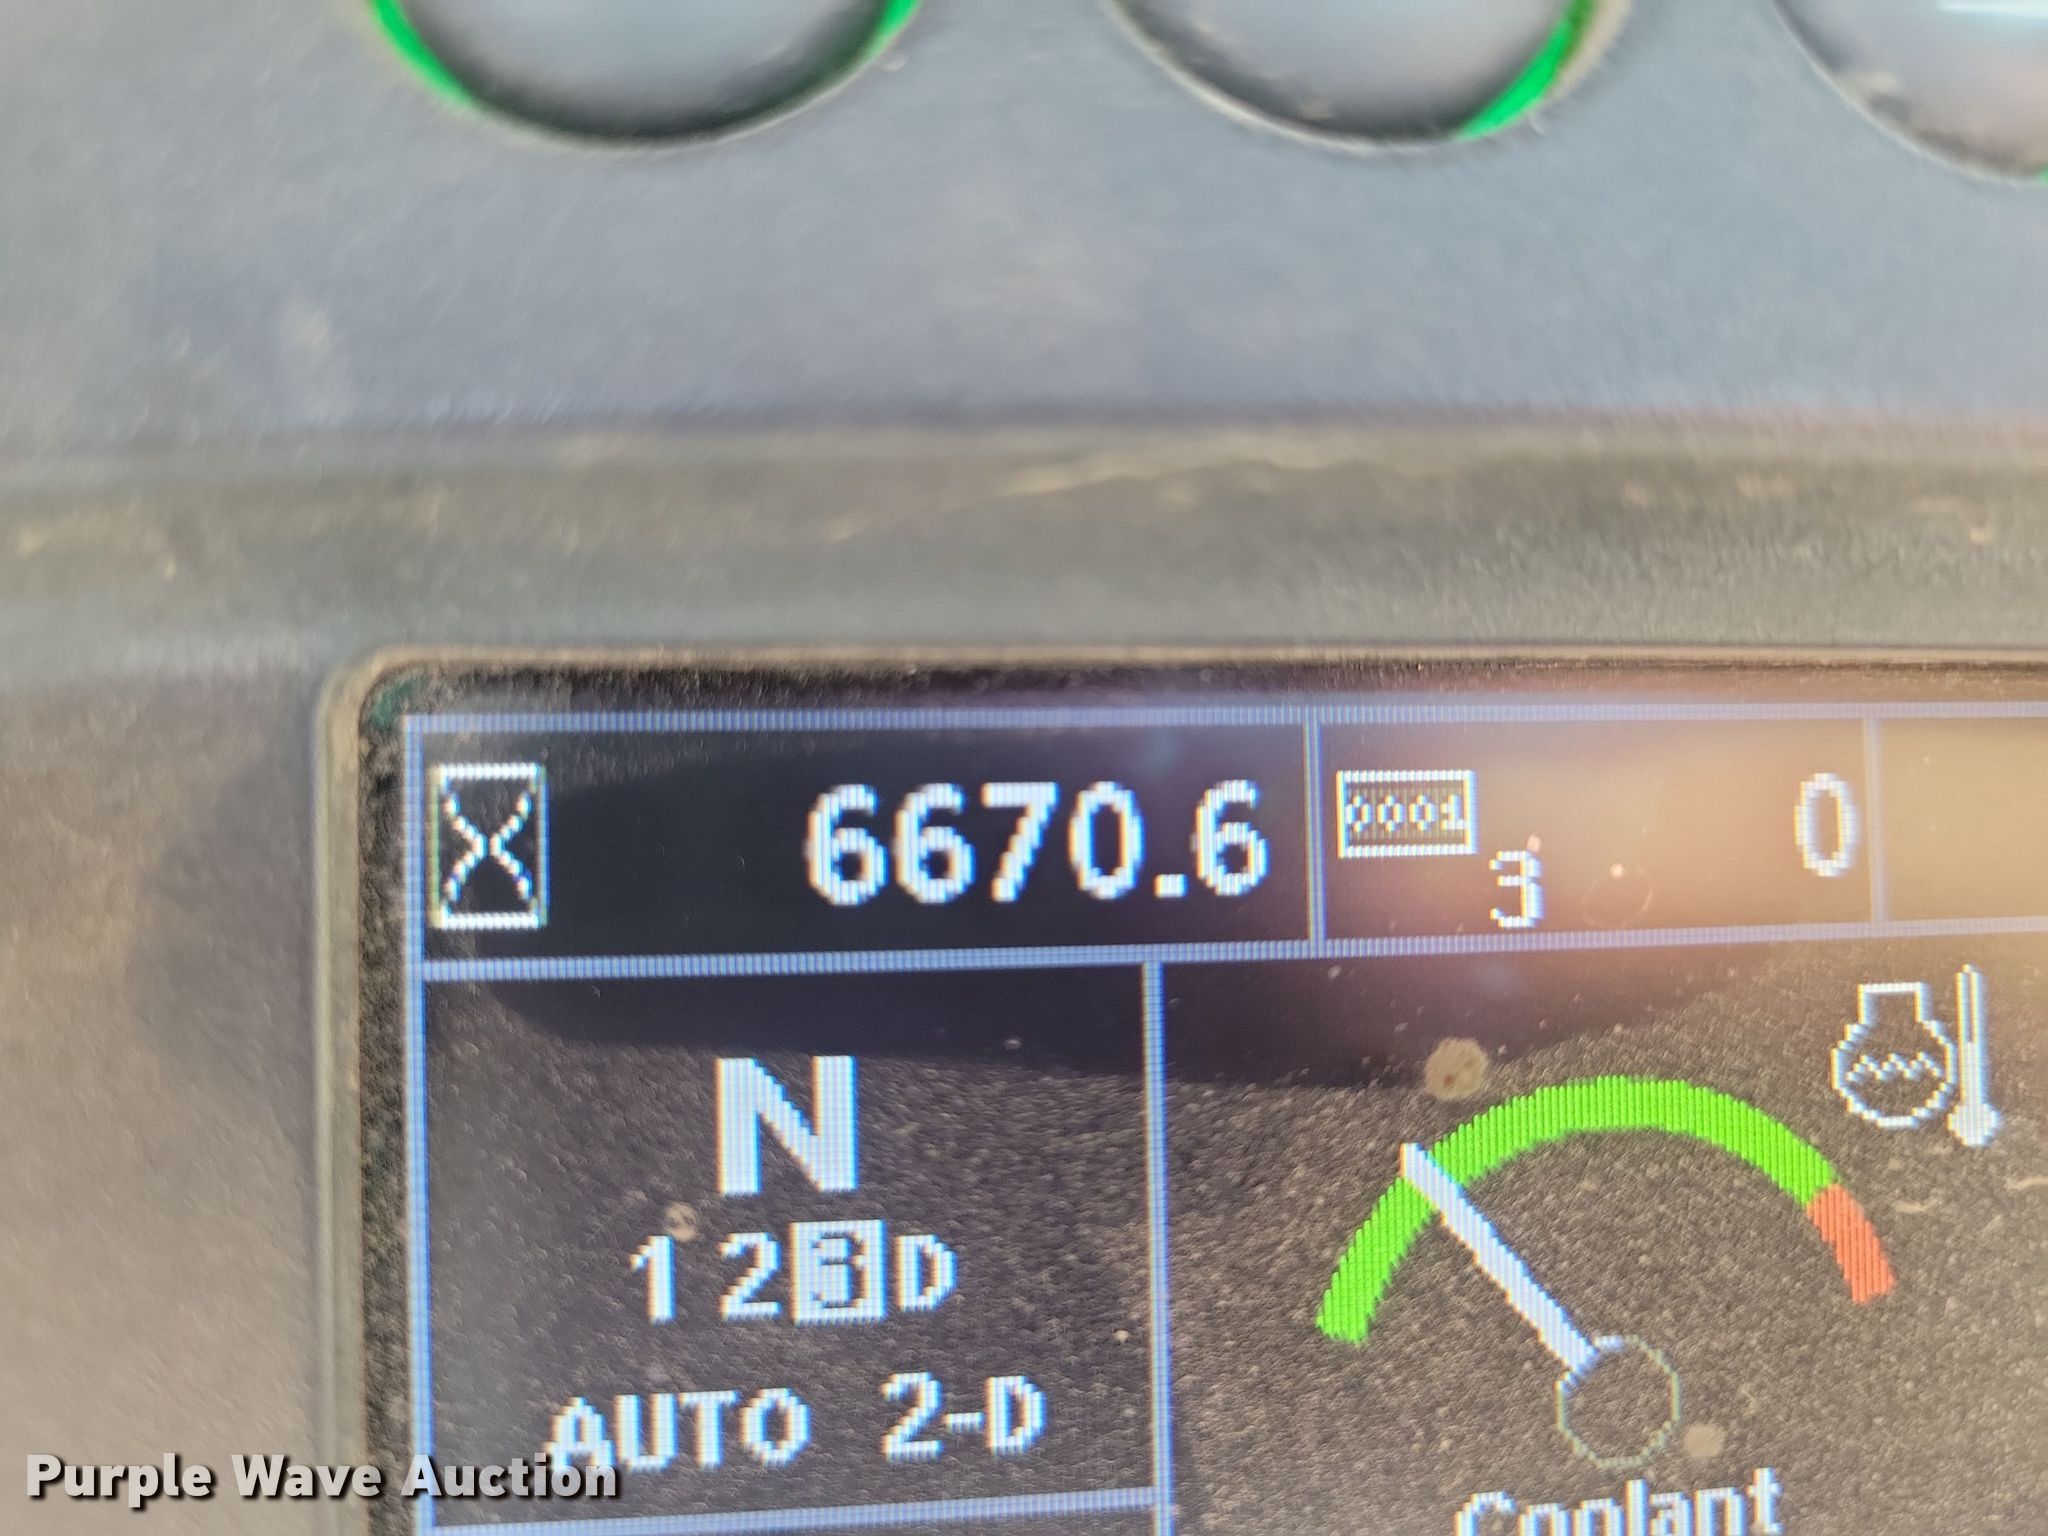 6670.6
0001 3 0
N
1 2 3 D
AUTO 2-D
Coolant
Purple Wave Auction